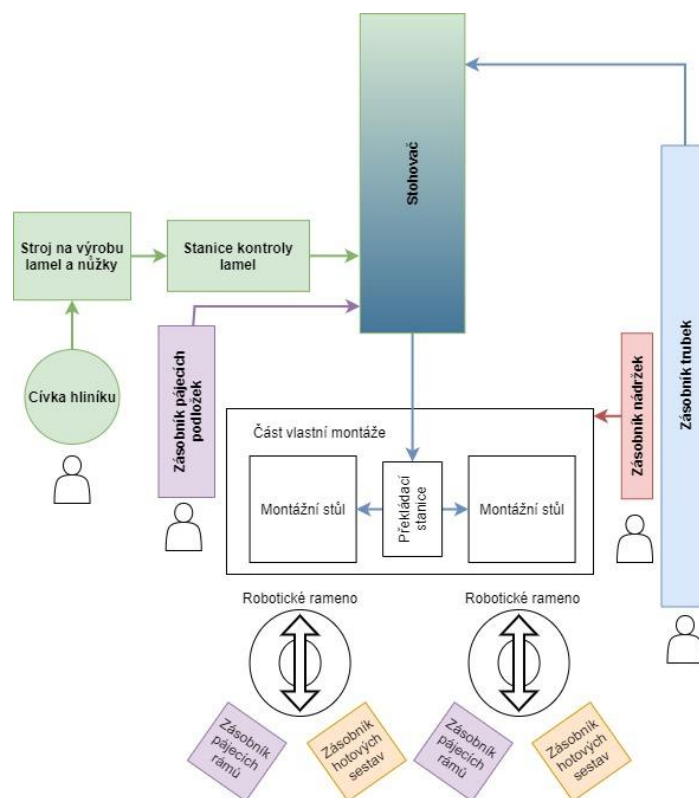 Stohovač
Stroj na výrobu
lamel a nůžky
Stanice kontroly
lamel
Cívka hliníku
Zásobník pájecích
podložek
Zásobník nádržek
Zásobník trubek
Část vlastní montáže
Montážní stůl
Překládací
stanice
Montážní stůl
Robotické rameno
Robotické rameno
Zásobník
pájecích
rámů
Zásobník
hotových
sestav
Zásobník
pájecích
rámů
Zásobník
hotových
sestav